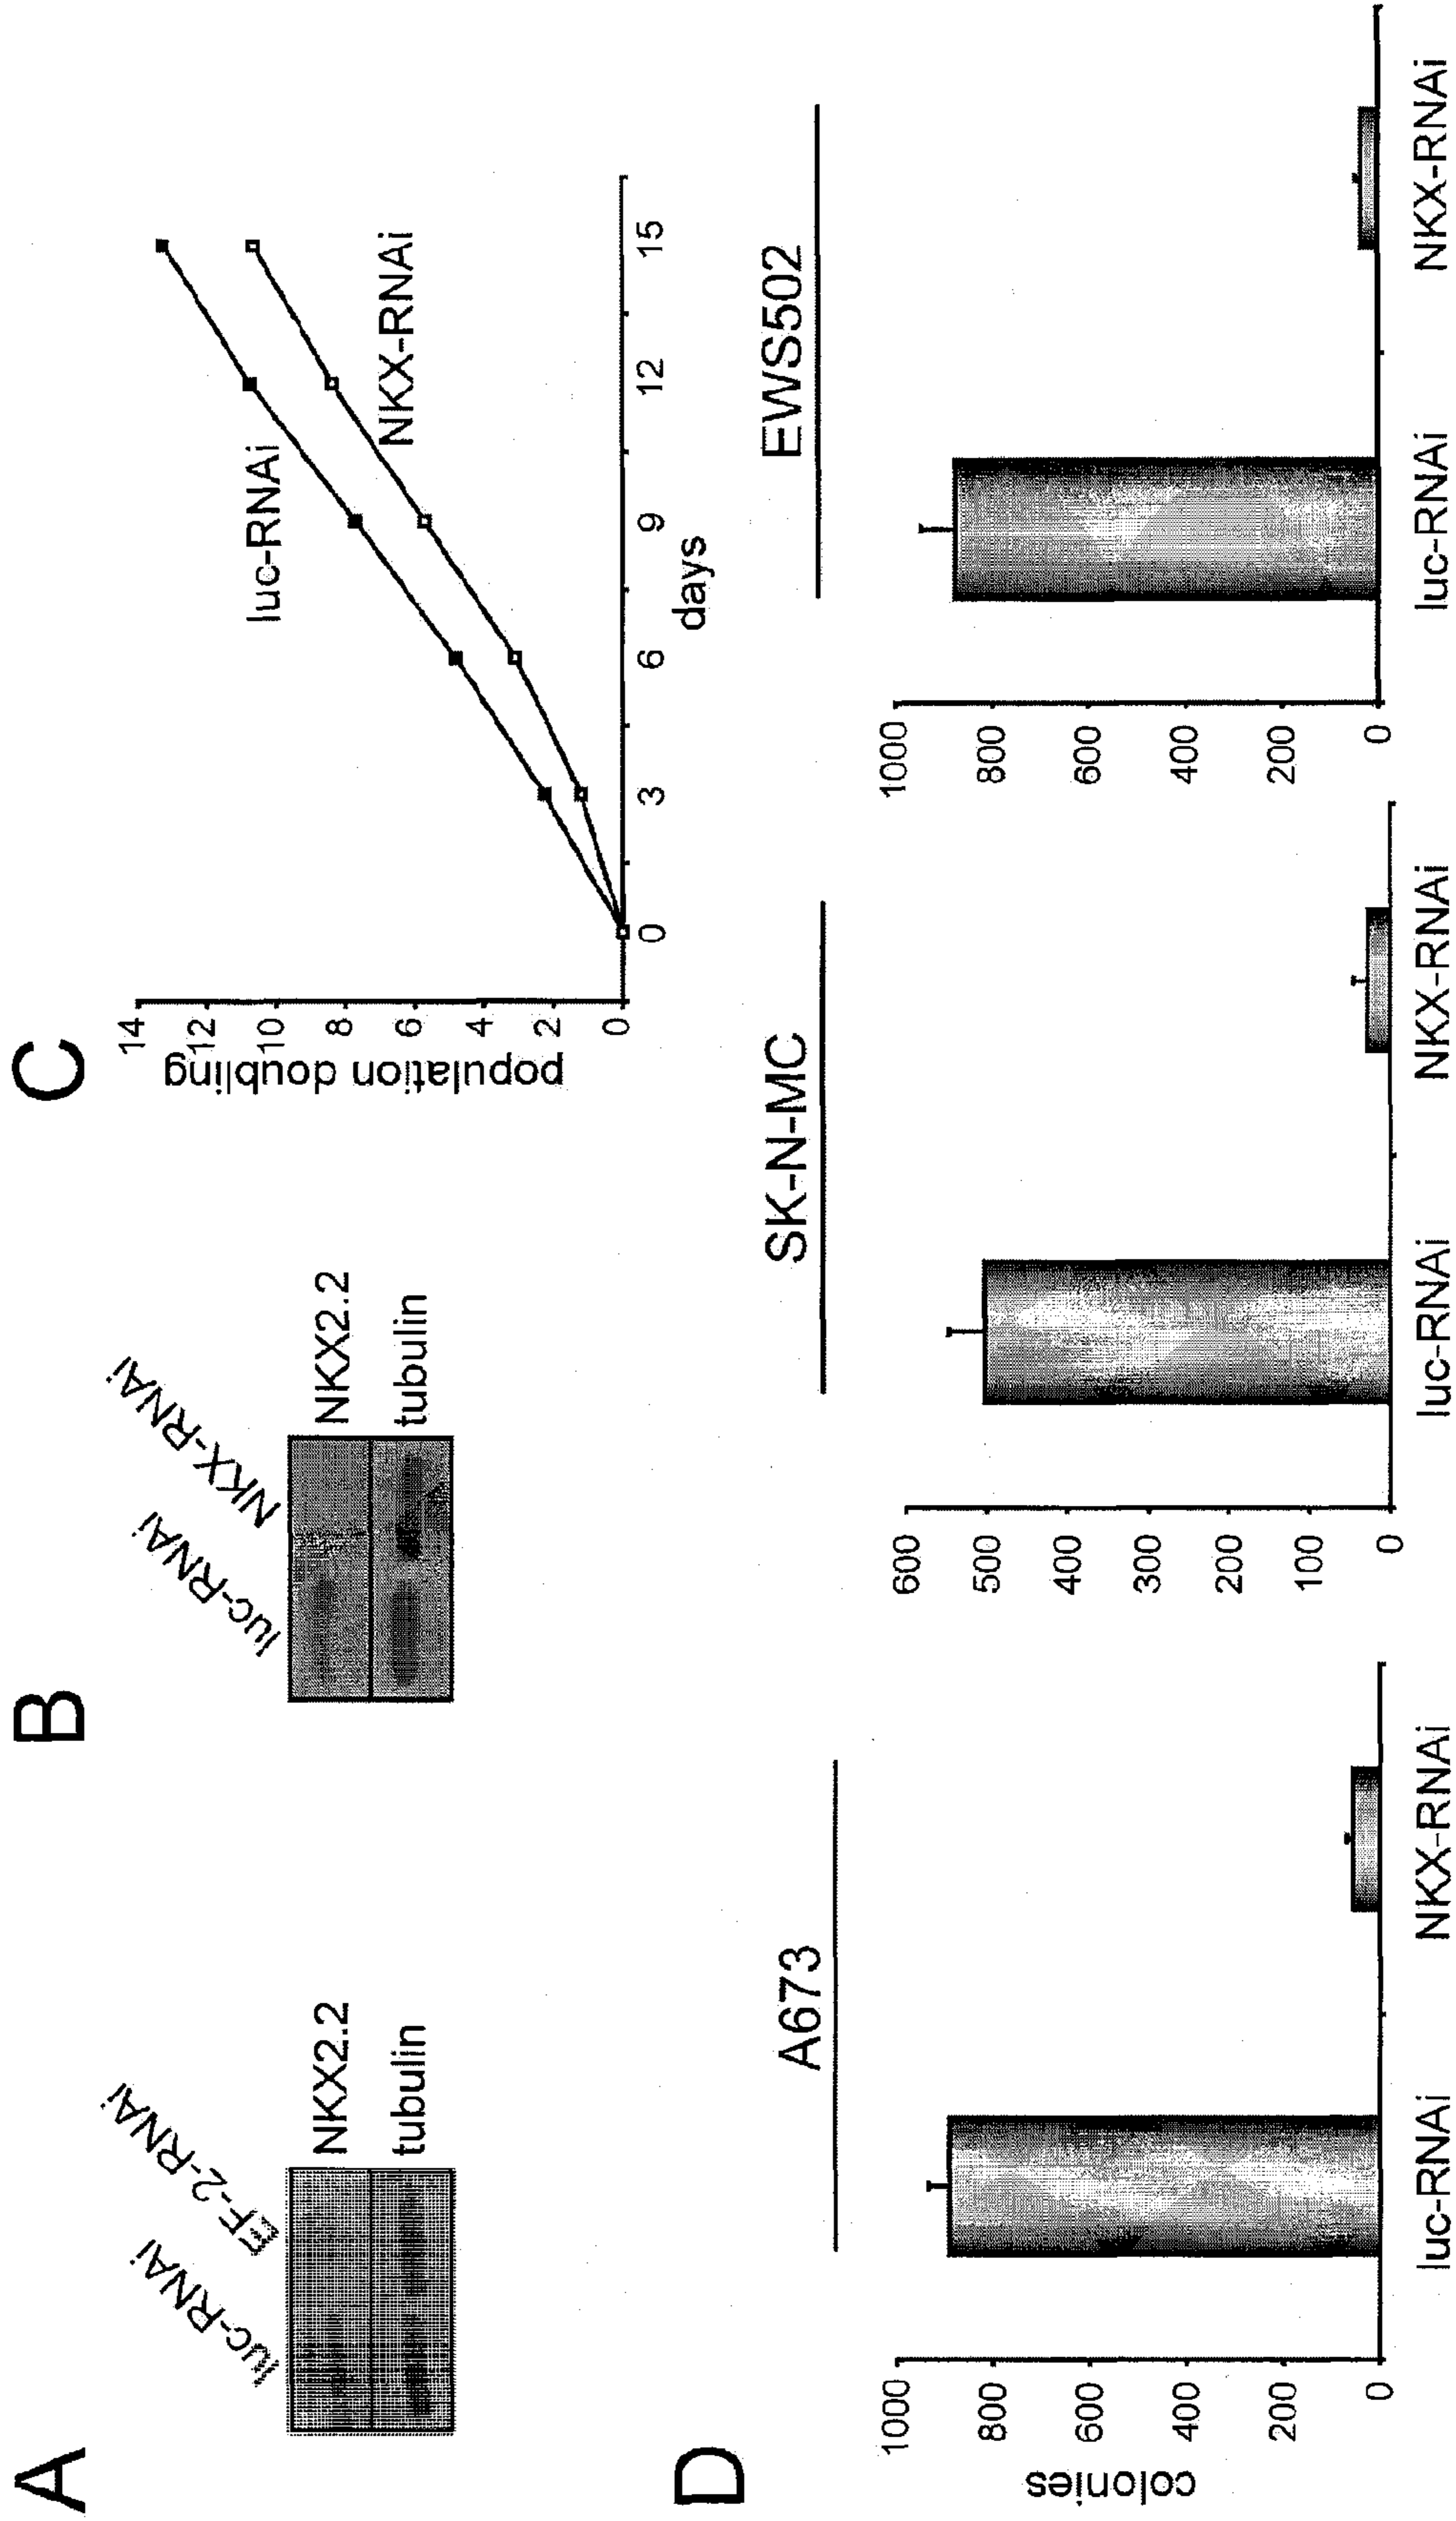 A
luc-RNAi
EF-2-RNAi
NKX2.2
tubulin
B
luc-RNAi
NKX-RNAi
NKX2.2
tubulin
C
population doubling
14
12
10
8
6
4
2
0
luc-RNAi
NKX-RNAi
0 3 6 9 12 15
days
D
colonies
A673
1000
800
600
400
200
0
luc-RNAi NKX-RNAi
SK-N-MC
600
500
400
300
200
100
0
luc-RNAi NKX-RNAi
EWS502
1000
800
600
400
200
0
luc-RNAi NKX-RNAi